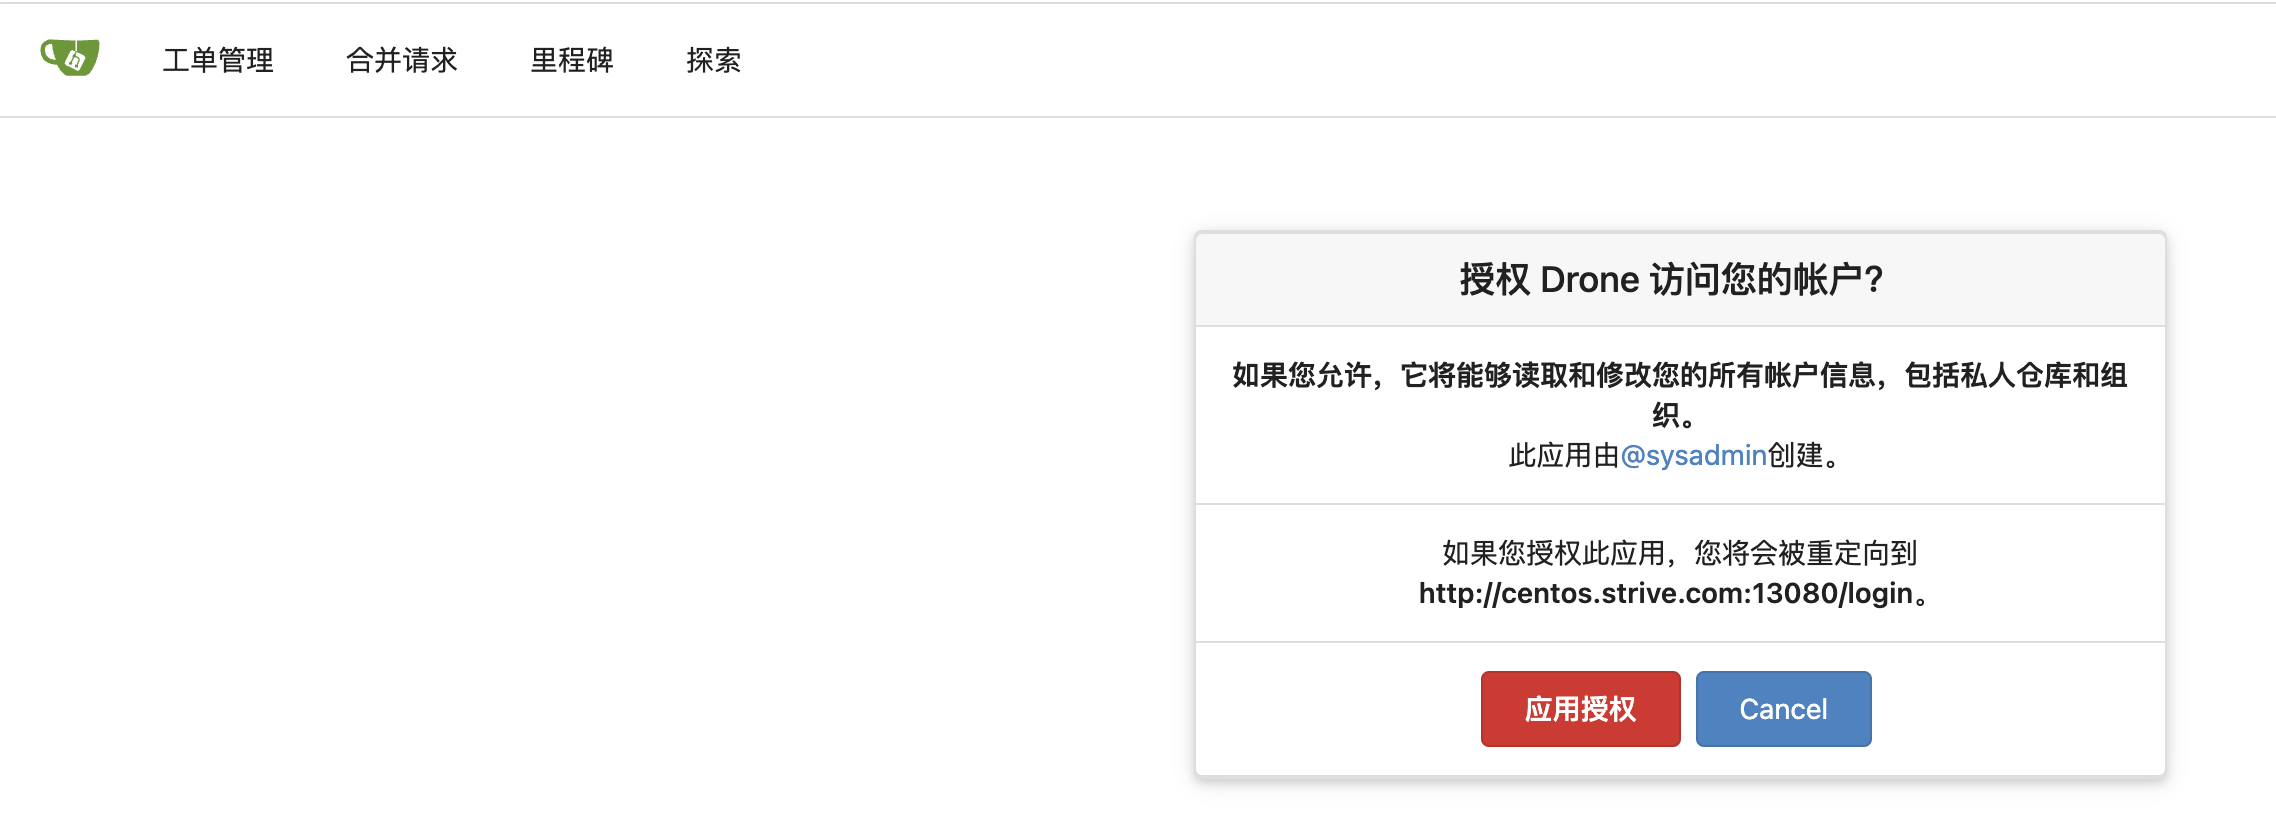 工单管理 合并请求 里程碑 探索
授权 Drone 访问您的帐户?
如果您允许，它将能够读取和修改您的所有帐户信息，包括私人仓库和组
织。
此应用由@sysadmin创建。
如果您授权此应用，您将会被重定向到
http://centos.strive.com:13080/login。
应用授权 Cancel